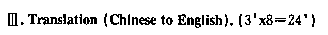 Ⅲ. Translation (Chinese to English). (3'x8=24')